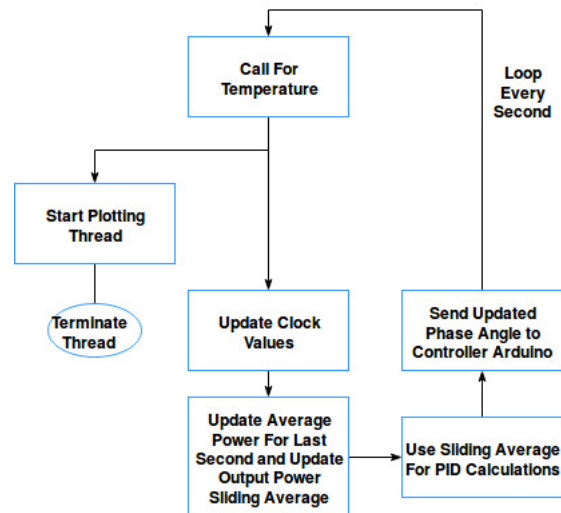 Call For
Temperature
Loop
Every
Second
Start Plotting
Thread
Terminate
Thread
Update Clock
Values
Send Updated
Phase Angle to
Controller Arduino
Update Average
Power For Last
Second and Update
Output Power
Sliding Average
Use Sliding Average
For PID Calculations